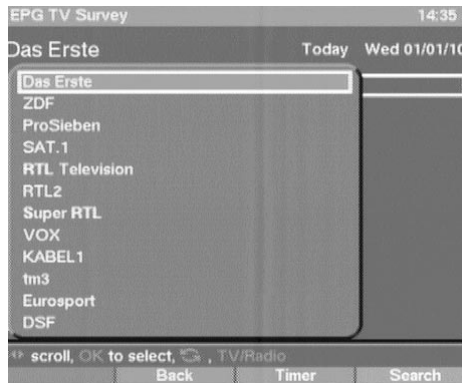 EPG TV Survey 14:35
Das Erste Today Wed 01/01/10
Das Erste
ZDF
ProSieben
SAT.1
RTL Television
RTL2
Super RTL
VOX
KABEL1
tm3
Eurosport
DSF
scroll, OK to select, , TV/Radio
Back Timer Search